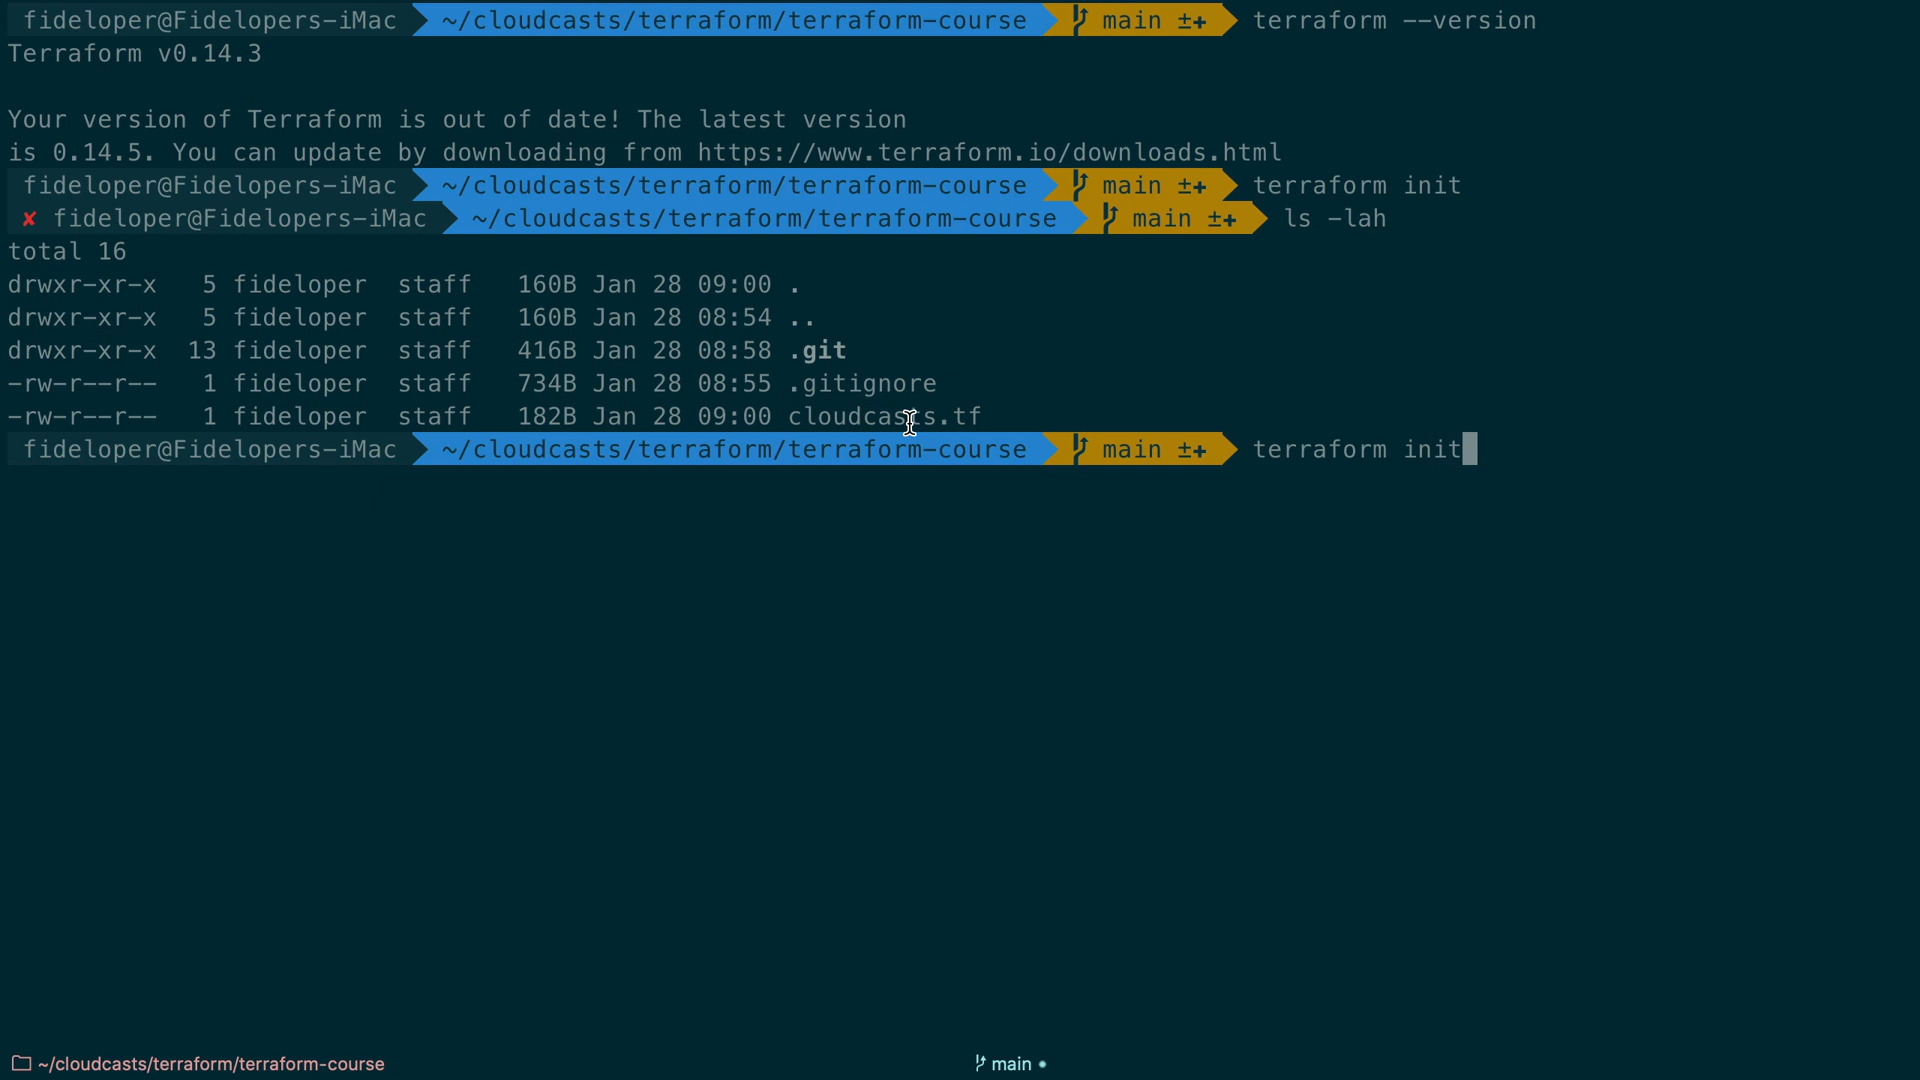 fideloper@Fidelopers-iMac ~/cloudcasts/terraform/terraform-course main ±✚ terraform --version
Terraform v0.14.3
Your version of Terraform is out of date! The latest version
is 0.14.5. You can update by downloading from https://www.terraform.io/downloads.html
fideloper@Fidelopers-iMac ~/cloudcasts/terraform/terraform-course main ±✚ terraform init
✘ fideloper@Fidelopers-iMac ~/cloudcasts/terraform/terraform-course main ±✚ ls -lah
total 16
drwxr-xr-x   5 fideloper  staff   160B Jan 28 09:00 .
drwxr-xr-x   5 fideloper  staff   160B Jan 28 08:54 ..
drwxr-xr-x  13 fideloper  staff   416B Jan 28 08:58 .git
-rw-r--r--   1 fideloper  staff   734B Jan 28 08:55 .gitignore
-rw-r--r--   1 fideloper  staff   182B Jan 28 09:00 cloudcasts.tf
fideloper@Fidelopers-iMac ~/cloudcasts/terraform/terraform-course main ±✚ terraform init
~/cloudcasts/terraform/terraform-course main •